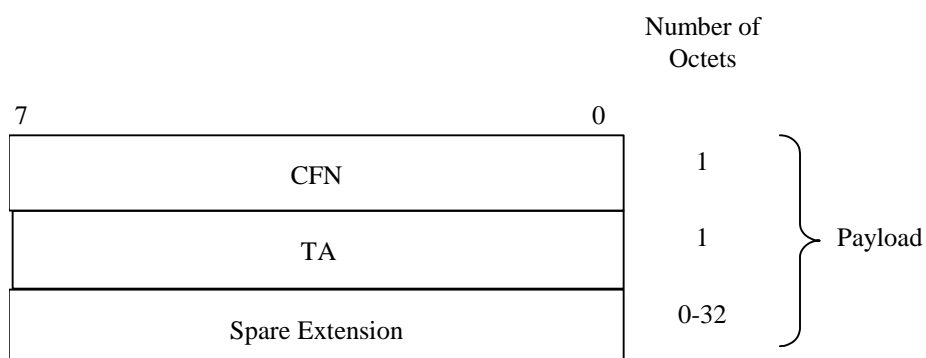 Number of
Octets
7 0
CFN 1
TA 1
Payload
Spare Extension 0-32